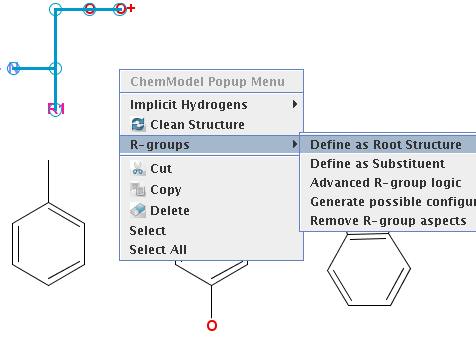 O O+
N
R1
ChemModel Popup Menu
Implicit Hydrogens
Clean Structure
R-groups
Cut
Copy
Delete
Select
Select All
Define as Root Structure
Define as Substituent
Advanced R-group logic
Generate possible configur
Remove R-group aspects
O